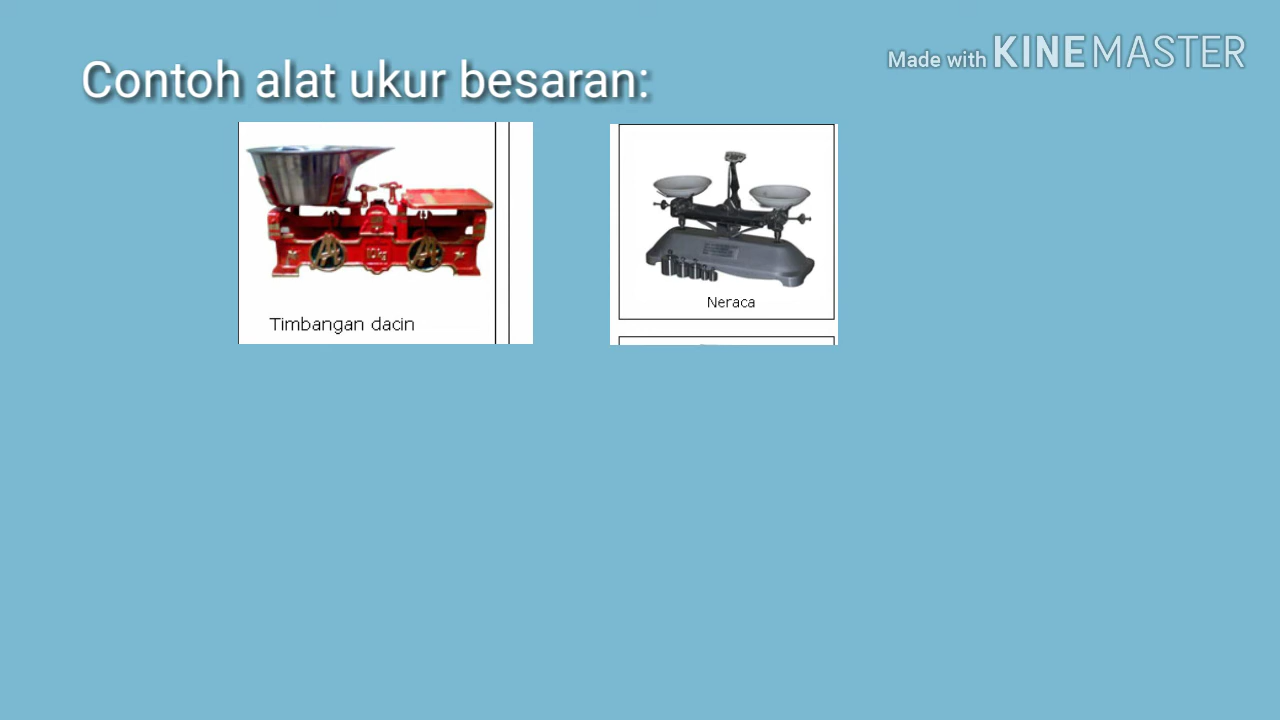 Made with KINEMASTER
Contoh alat ukur besaran:
Timbangan dacin
Neraca